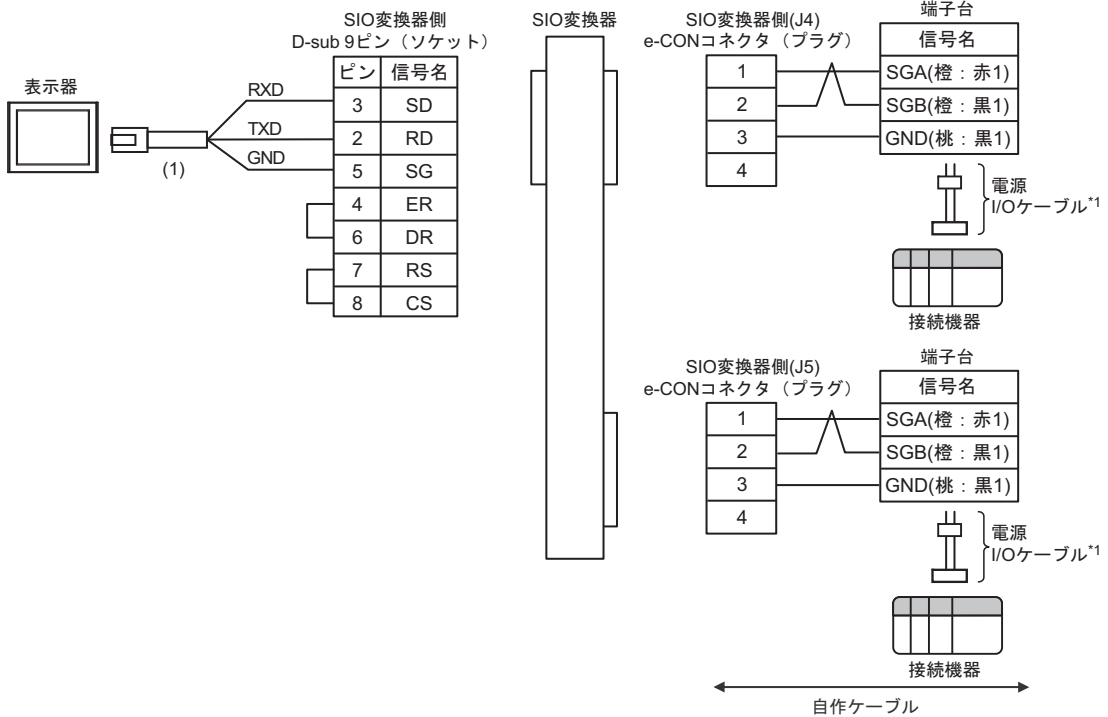 表示器
(1)
RXD
TXD
GND
SIO変換器側
D-sub 9ピン（ソケット）
ピン 信号名
3 SD
2 RD
5 SG
4 ER
6 DR
7 RS
8 CS
SIO変換器
SIO変換器側(J4)
e-CONコネクタ（プラグ）
1
2
3
4
端子台
信号名
SGA(橙：赤1)
SGB(橙：黒1)
GND(桃：黒1)
電源
I/Oケーブル*1
接続機器
SIO変換器側(J5)
e-CONコネクタ（プラグ）
1
2
3
4
端子台
信号名
SGA(橙：赤1)
SGB(橙：黒1)
GND(桃：黒1)
電源
I/Oケーブル*1
接続機器
自作ケーブル